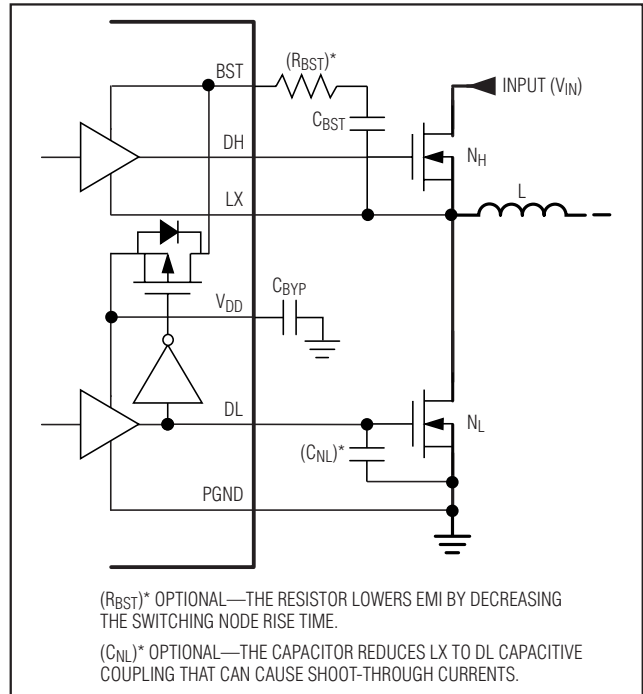 BST
(RBST)*
INPUT (VIN)
CBST
DH
NH
LX
L
CBYP
VDD
DL
NL
(CNL)*
PGND
(RBST)* OPTIONAL—THE RESISTOR LOWERS EMI BY DECREASING
THE SWITCHING NODE RISE TIME.
(CNL)* OPTIONAL—THE CAPACITOR REDUCES LX TO DL CAPACITIVE
COUPLING THAT CAN CAUSE SHOOT-THROUGH CURRENTS.